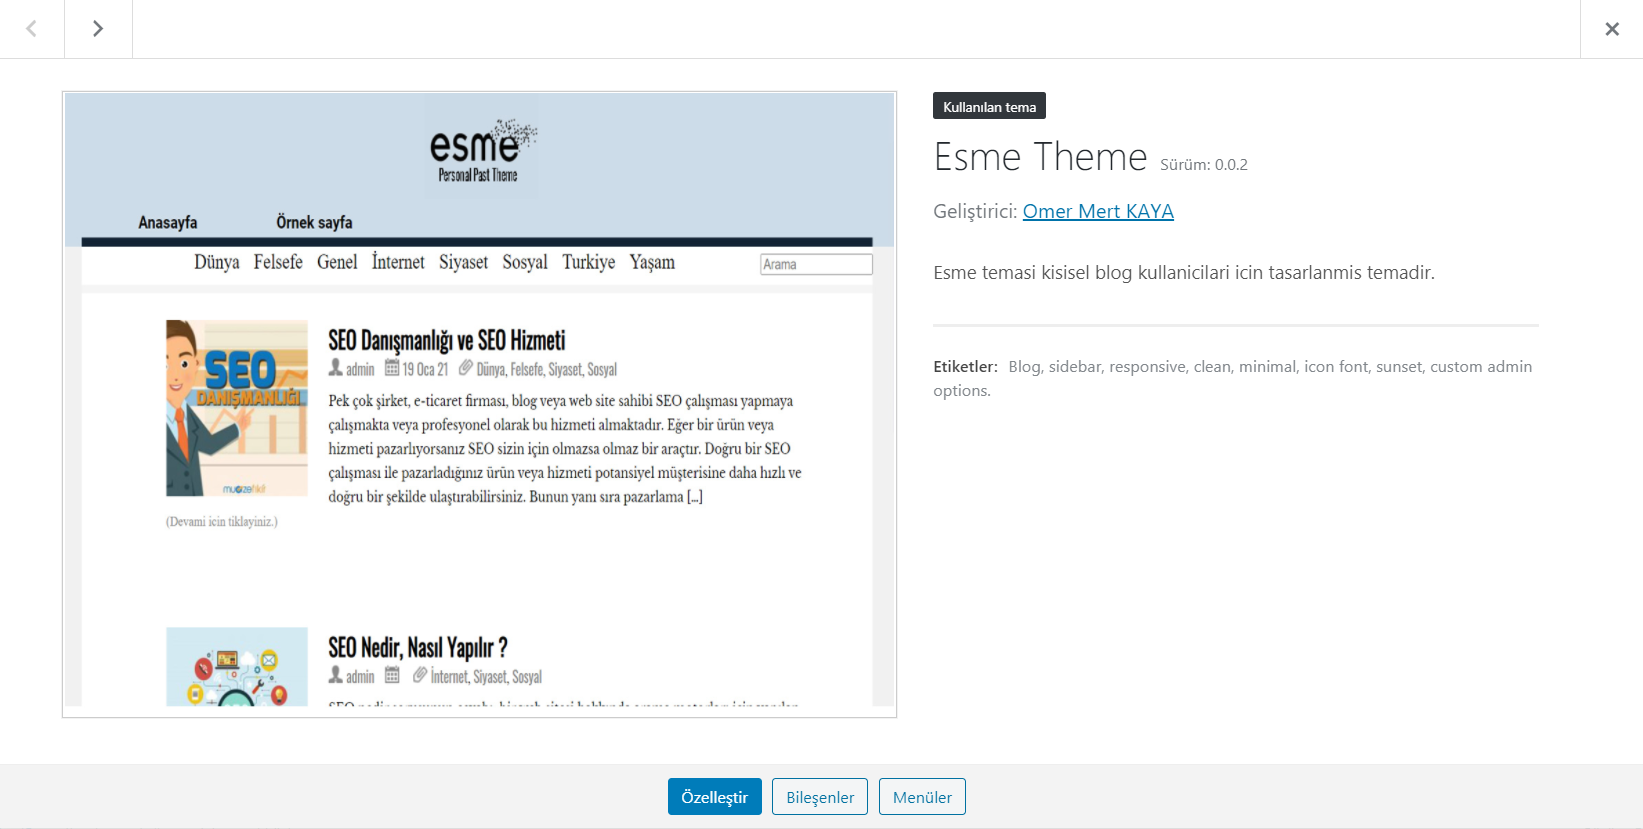 Kullanılan tema
Esme Theme Sürüm: 0.0.2
Geliştirici: Omer Mert KAYA
Esme temasi kisisel blog kullanicilari icin tasarlanmis temadir.
Etiketler: Blog, sidebar, responsive, clean, minimal, icon font, sunset, custom admin
options.
esme
Personal Past Theme
Anasayfa Örnek sayfa
Dünya Felsefe Genel İnternet Siyaset Sosyal Turkiye Yaşam Arama
SEO
DANIŞMANLIĞI
SEO Danışmanlığı ve SEO Hizmeti
admin 19 Oca 21 Dünya, Felsefe, Siyaset, Sosyal
Pek çok şirket, e-ticaret firması, blog veya web site sahibi SEO çalışması yapmaya
çalışmakta veya profesyonel olarak bu hizmeti almaktadır. Eğer bir ürün veya
hizmeti pazarlıyorsanız SEO sizin için olmazsa olmaz bir araçtır. Doğru bir SEO
çalışması ile pazarladığınız ürün veya hizmeti potansiyel müşterisine daha hızlı ve
doğru bir şekilde ulaştırabilirsiniz. Bunun yanı sıra pazarlama [...]
(Devami icin tiklayiniz.)
SEO Nedir, Nasıl Yapılır ?
admin İnternet, Siyaset, Sosyal
Özelleştir Bileşenler Menüler